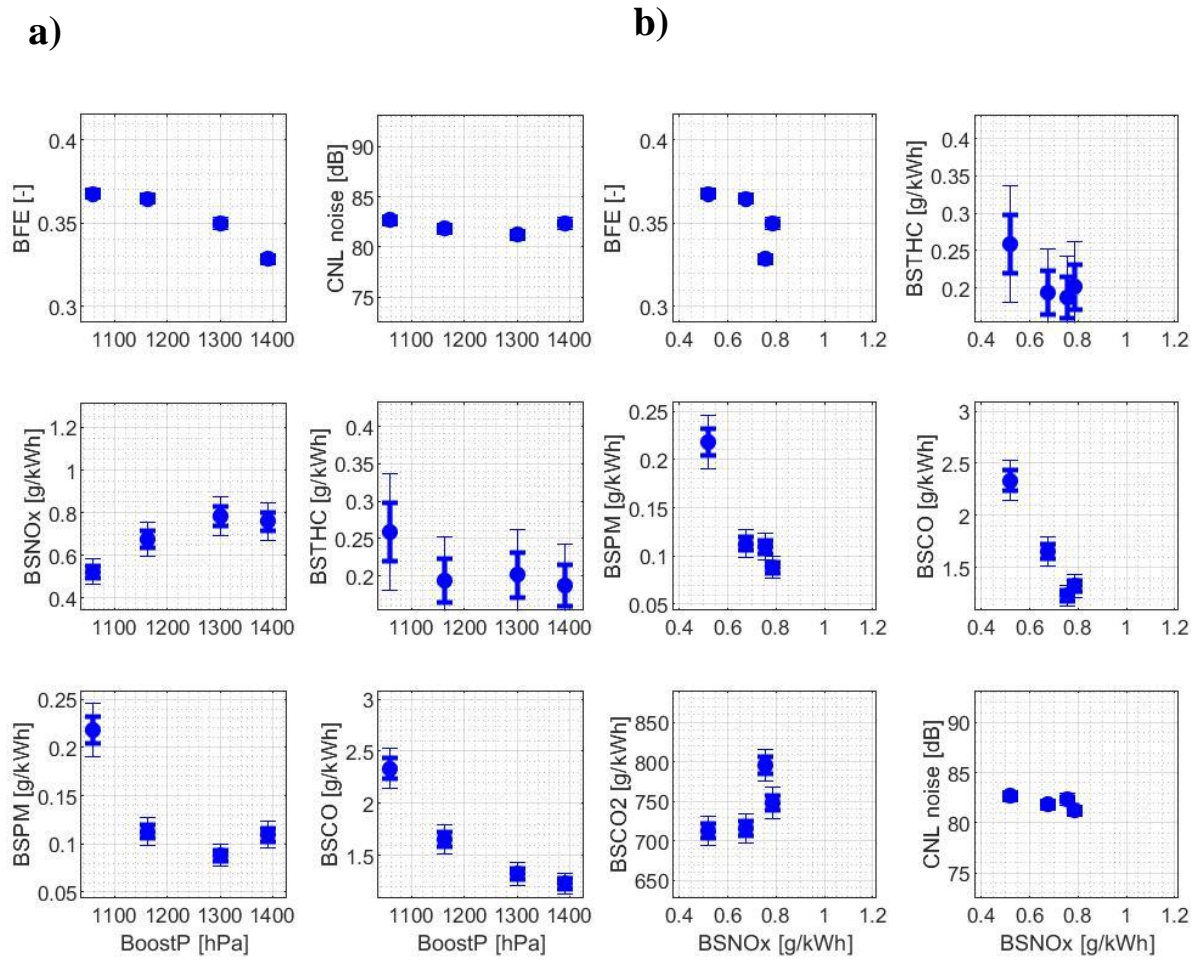 a)
b)
BFE [-]
0.4
0.35
0.3
1100 1200 1300 1400
CNL noise [dB]
90
85
80
75
1100 1200 1300 1400
BFE [-]
0.4
0.35
0.3
0.4 0.6 0.8 1 1.2
BSTHC [g/kWh]
0.4
0.35
0.3
0.25
0.2
0.4 0.6 0.8 1 1.2
BSNOx [g/kWh]
1.2
1
0.8
0.6
0.4
1100 1200 1300 1400
BSTHC [g/kWh]
0.4
0.35
0.3
0.25
0.2
1100 1200 1300 1400
BSPM [g/kWh]
0.25
0.2
0.15
0.1
0.05
0.4 0.6 0.8 1 1.2
BSCO [g/kWh]
3
2.5
2
1.5
0.4 0.6 0.8 1 1.2
BSPM [g/kWh]
0.25
0.2
0.15
0.1
0.05
1100 1200 1300 1400
BoostP [hPa]
BSCO [g/kWh]
3
2.5
2
1.5
1100 1200 1300 1400
BoostP [hPa]
BSCO2 [g/kWh]
850
800
750
700
650
0.4 0.6 0.8 1 1.2
BSNOx [g/kWh]
CNL noise [dB]
90
85
80
75
0.4 0.6 0.8 1 1.2
BSNOx [g/kWh]